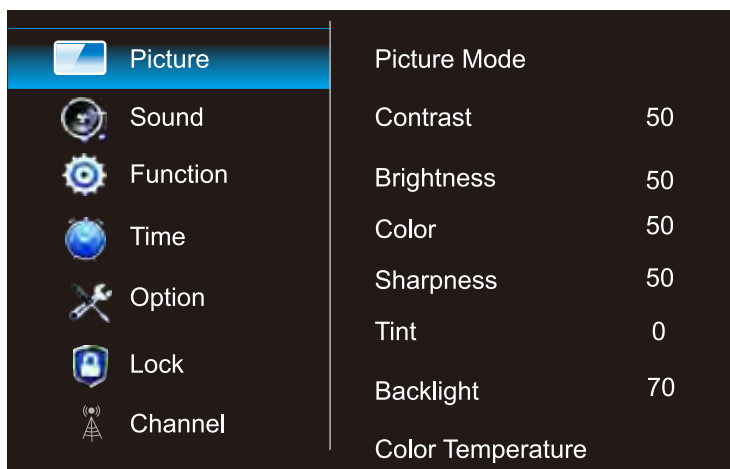 Picture
Sound
Function
Time
Option
Lock
Channel
Picture Mode
Contrast 50
Brightness 50
Color 50
Sharpness 50
Tint 0
Backlight 70
Color Temperature